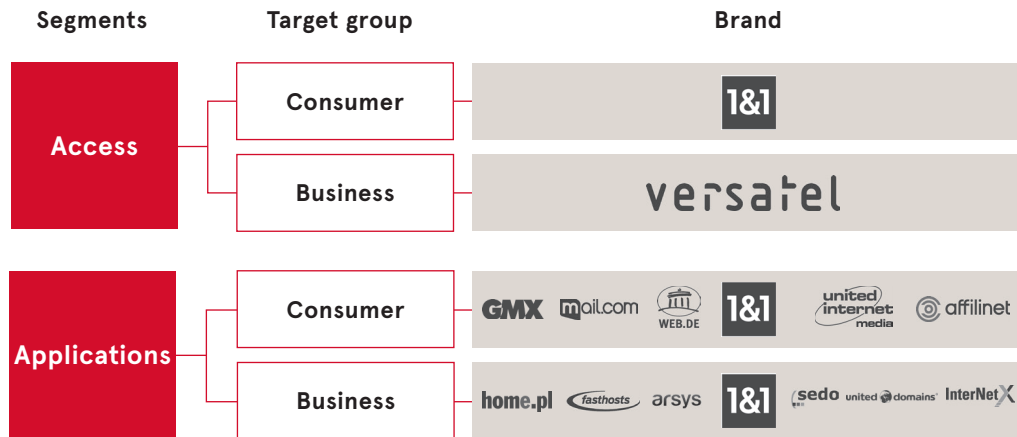 Segments Target group Brand
Access
Consumer
1&1
Business
versatel
Applications
Consumer
GMX mail.com WEB.DE 1&1 united internet media affilinet
Business
home.pl fasthosts arsys 1&1 sedo united domains InterNetX